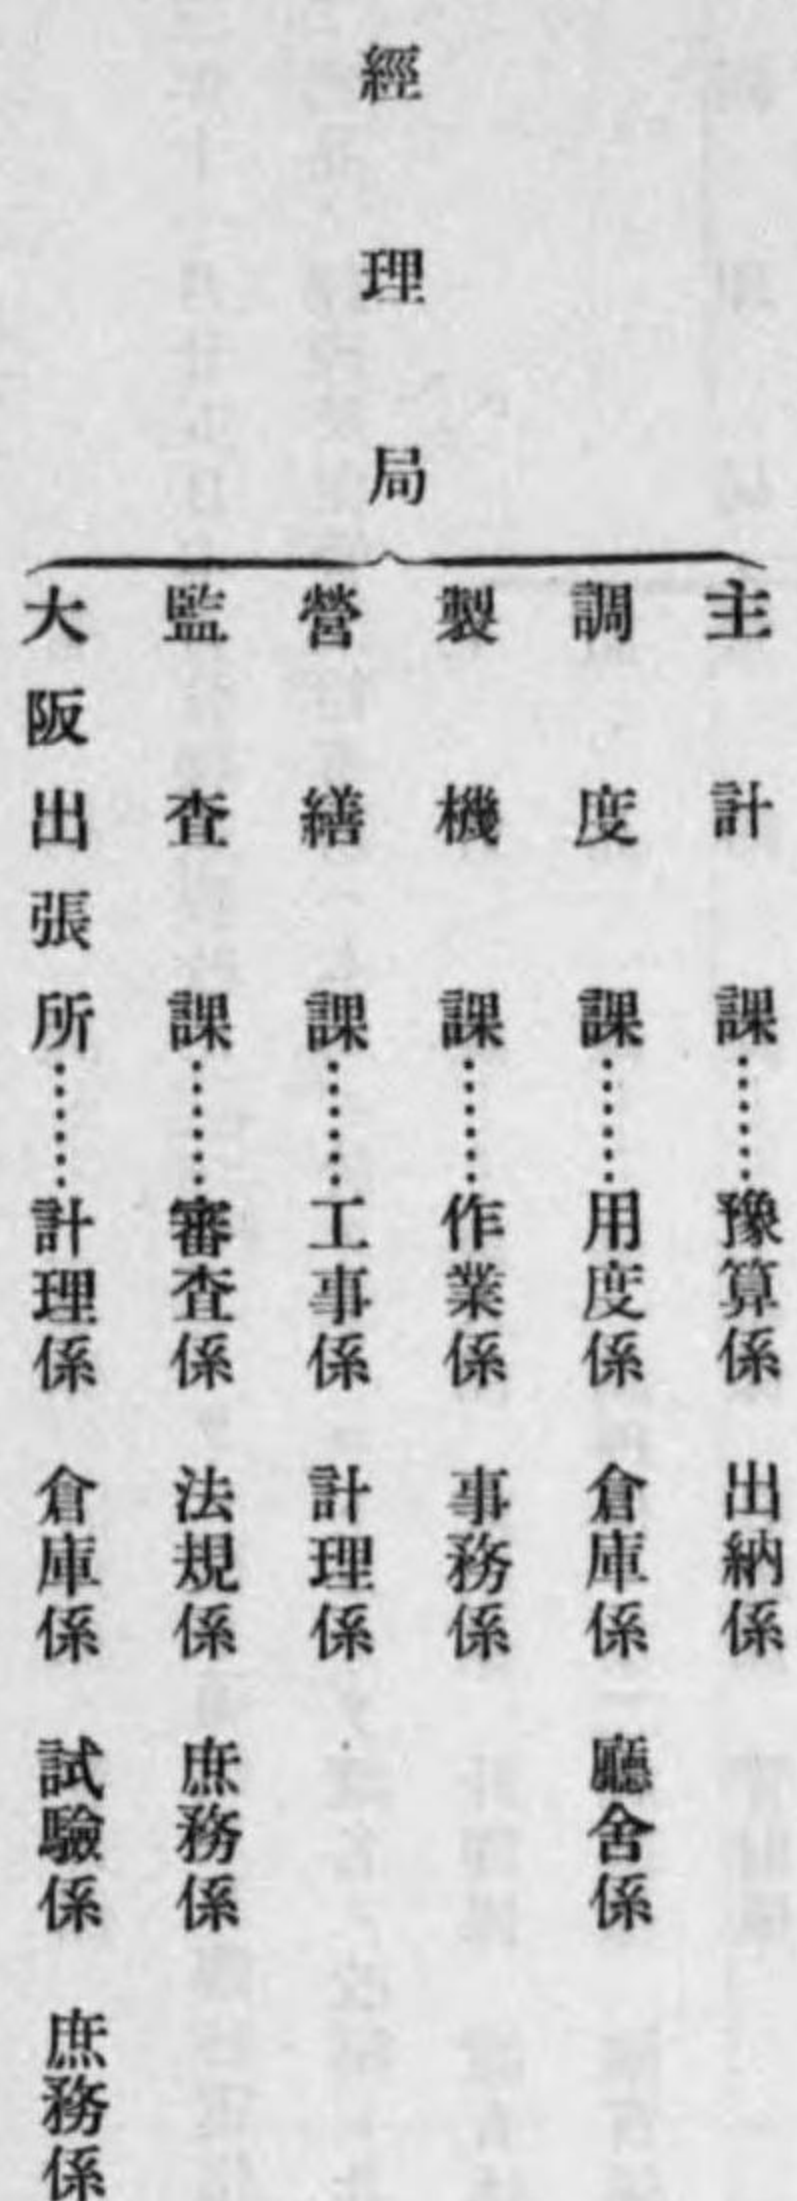 經理局
主計課……豫算係　出納係
調度課……用度係　倉庫係　廳舍係
製機課……作業係　事務係
營繕課……工事係　計理係
監查課……審查係　法規係　庶務係
大阪出張所……計理係　倉庫係　試驗係　庶務係